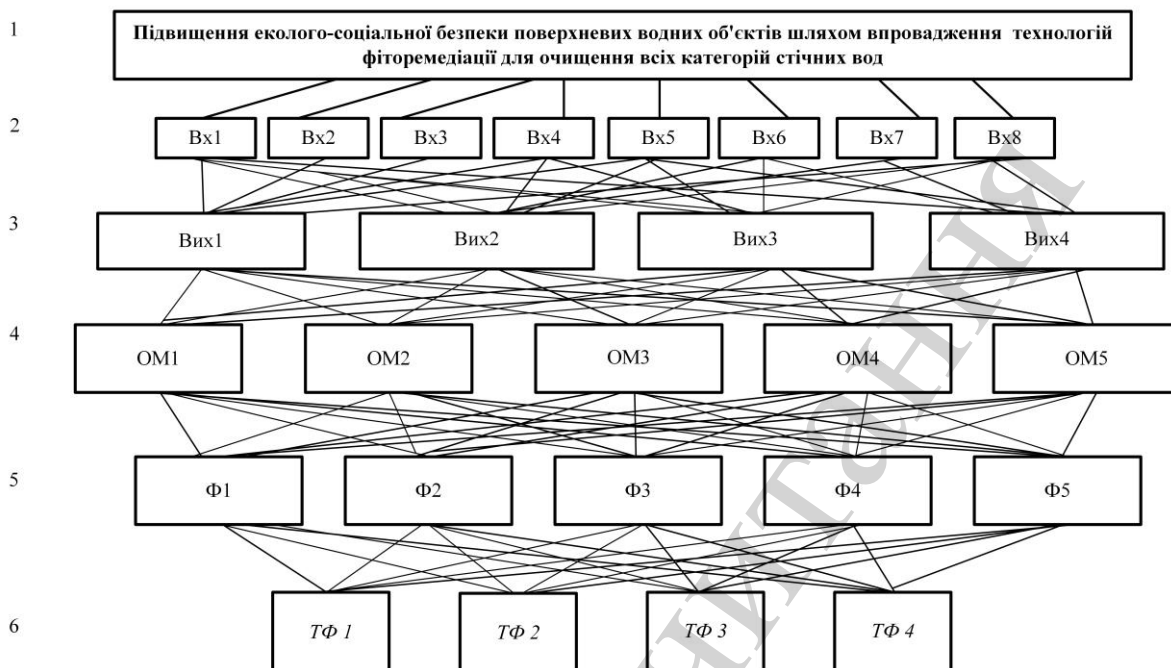 1
Підвищення еколого-соціальної безпеки поверхневих водних об'єктів шляхом впровадження технологій
фіторемедіації для очищення всіх категорій стічних вод
2
Вх1 Вх2 Вх3 Вх4 Вх5 Вх6 Вх7 Вх8
3
Вих1 Вих2 Вих3 Вих4
4
ОМ1 ОМ2 ОМ3 ОМ4 ОМ5
5
Ф1 Ф2 Ф3 Ф4 Ф5
6
ТФ 1 ТФ 2 ТФ 3 ТФ 4